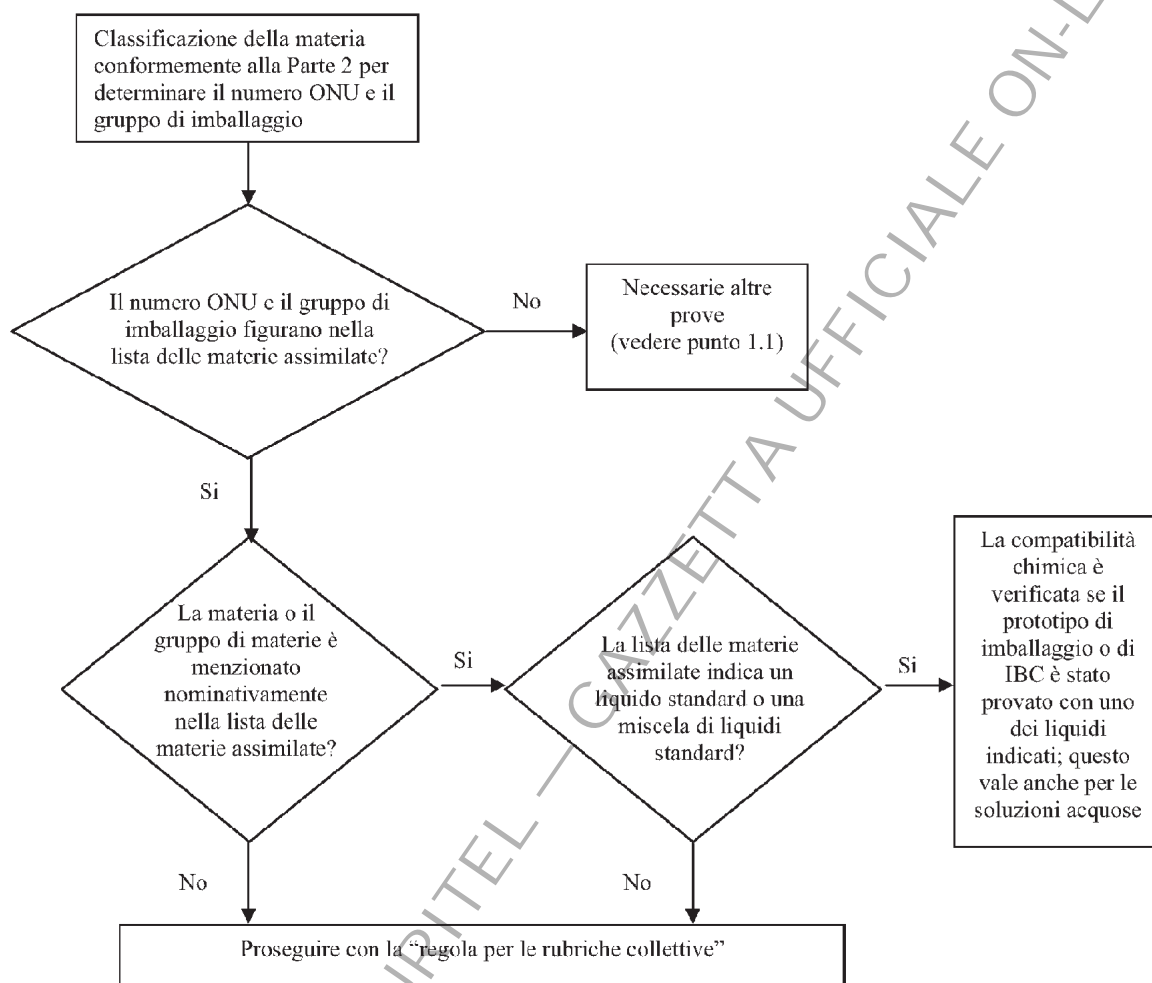 Classificazione della materia
conformemente alla Parte 2 per
determinare il numero ONU e il
gruppo di imballaggio
Il numero ONU e il gruppo di
imballaggio figurano nella
lista delle materie assimilate?
No
Necessarie altre
prove
(vedere punto 1.1)
Si
La materia o il
gruppo di materie è
menzionato
nominativamente
nella lista delle
materie assimilate?
Si
La lista delle materie
assimilate indica un
liquido standard o una
miscela di liquidi
standard?
Si
La compatibilità
chimica è
verificata se il
prototipo di
imballaggio o di
IBC è stato
provato con uno
dei liquidi
indicati; questo
vale anche per le
soluzioni acquose
No
No
Proseguire con la “regola per le rubriche collettive”
RITEL — GAZZETTA UFFICIALE ON-L